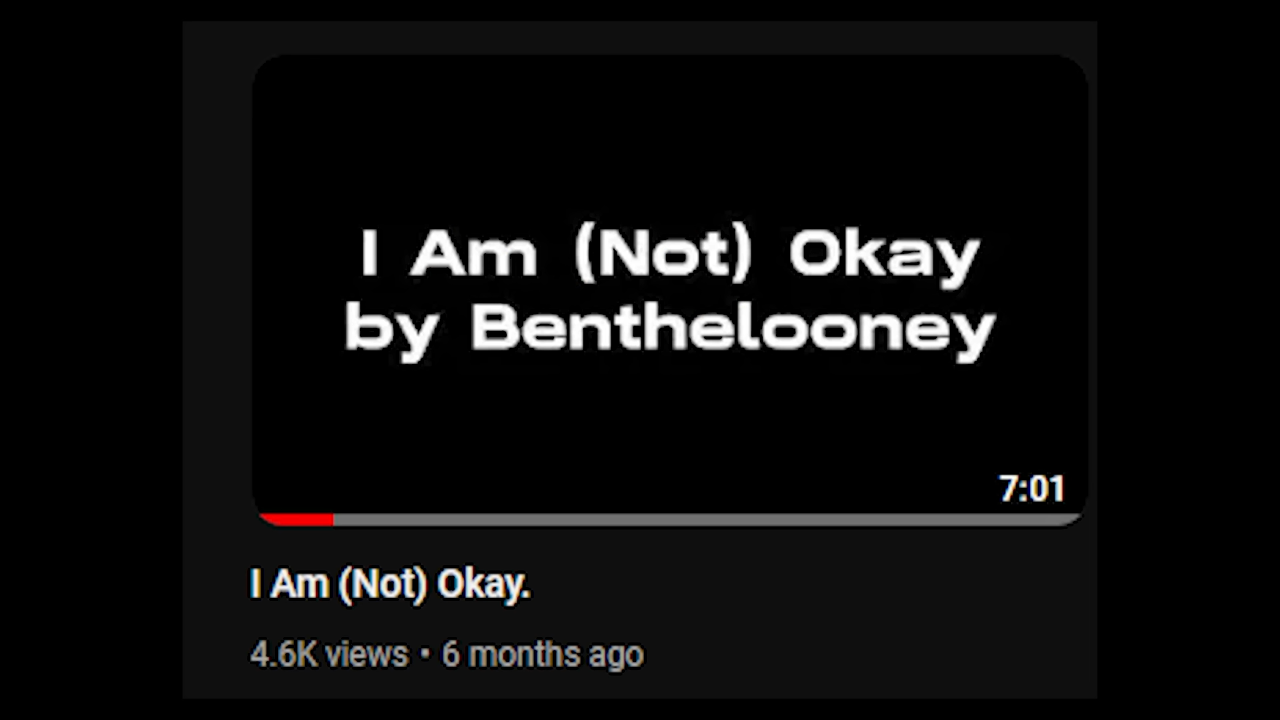 I Am (Not) Okay
by Benthelooney
7:01
I Am (Not) Okay.
4.6K views • 6 months ago